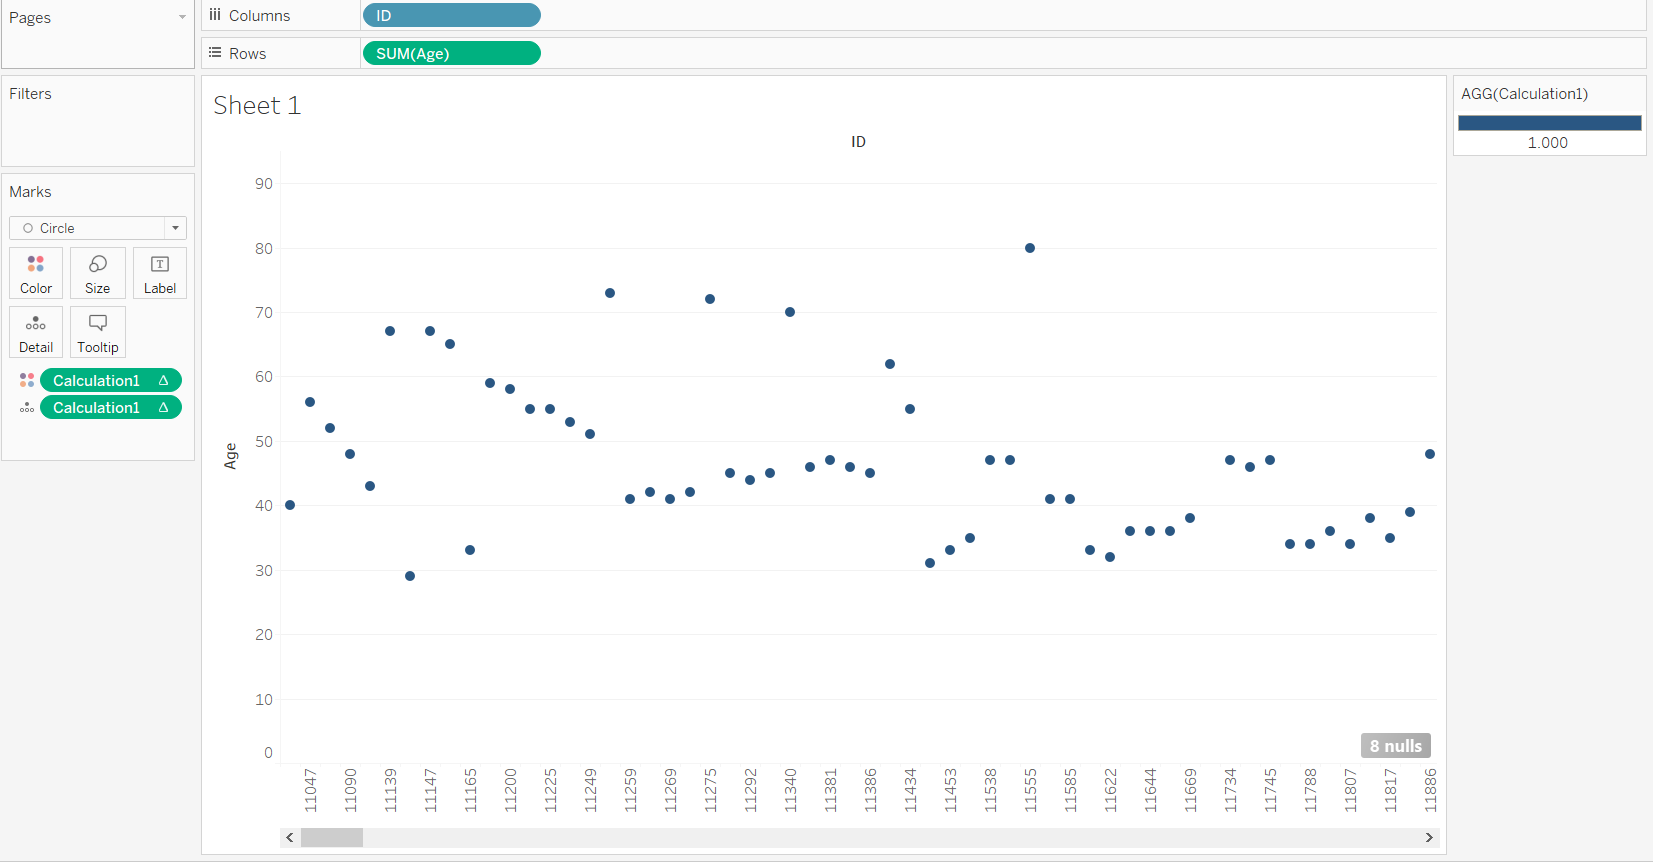 Pages
Columns
ID
Rows
SUM(Age)
Filters
Marks
Circle
Color
Size
Label
Detail
Tooltip
Calculation1 Δ
Calculation1 Δ
Sheet 1
ID
Age
90
80
70
60
50
40
30
20
10
0
8 nulls
11047
11090
11139
11147
11165
11200
11225
11249
11259
11269
11275
11292
11340
11381
11386
11434
11453
11538
11555
11585
11622
11644
11669
11734
11745
11788
11807
11817
11886
AGG(Calculation1)
1.000